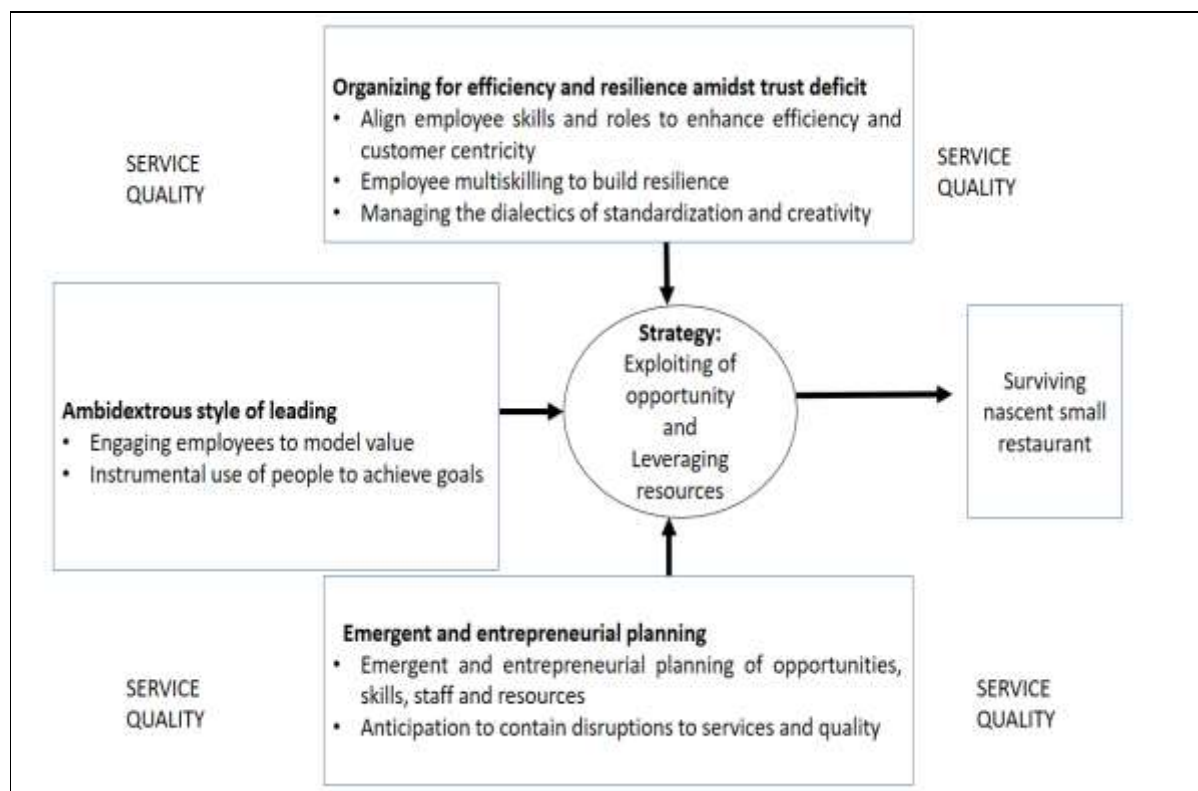 Organizing for efficiency and resilience amidst trust deficit
• Align employee skills and roles to enhance efficiency and
customer centricity
• Employee multiskilling to build resilience
• Managing the dialectics of standardization and creativity
SERVICE
QUALITY
SERVICE
QUALITY
Ambidextrous style of leading
• Engaging employees to model value
• Instrumental use of people to achieve goals
Strategy:
Exploiting of
opportunity
and
Leveraging
resources
Surviving
nascent small
restaurant
Emergent and entrepreneurial planning
• Emergent and entrepreneurial planning of opportunities,
skills, staff and resources
• Anticipation to contain disruptions to services and quality
SERVICE
QUALITY
SERVICE
QUALITY